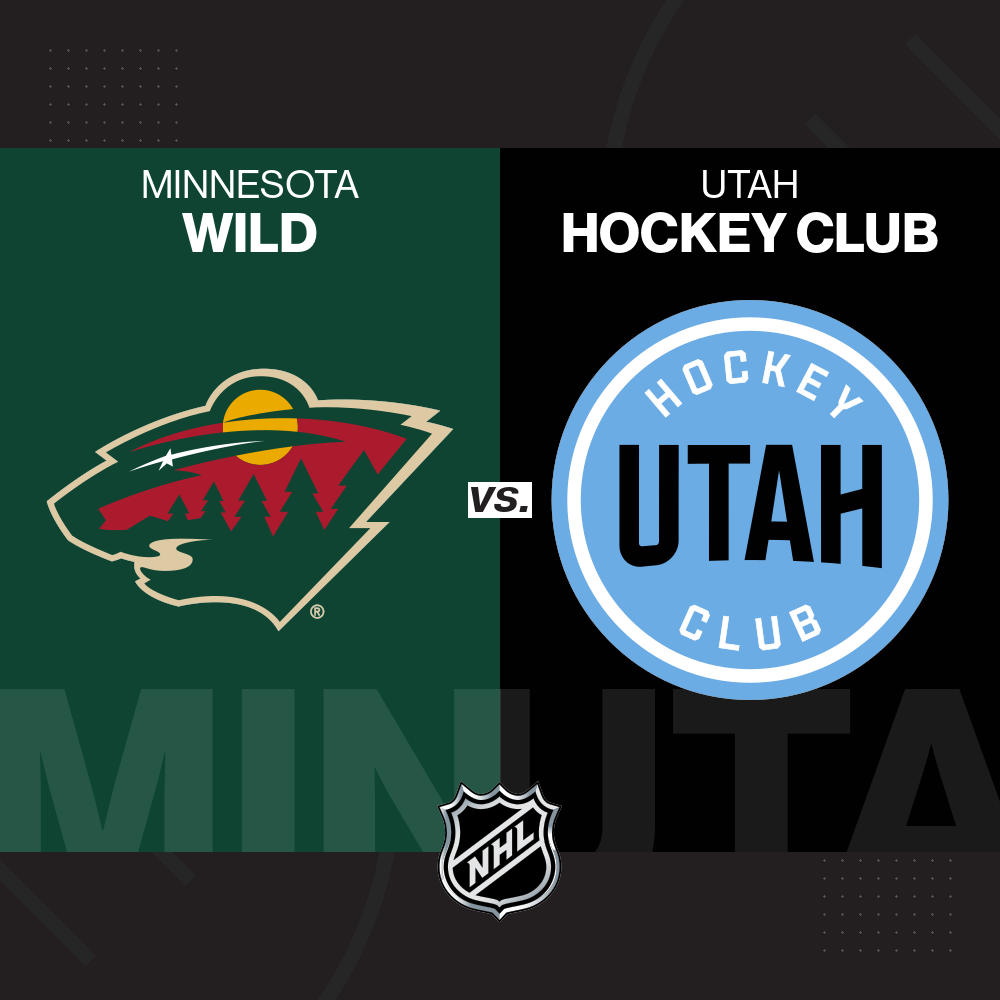 MINNESOTA
WILD
UTAH
HOCKEY CLUB
HOCKEY
UTAH
CLUB
vs.
®
MIN
UTA
NHL